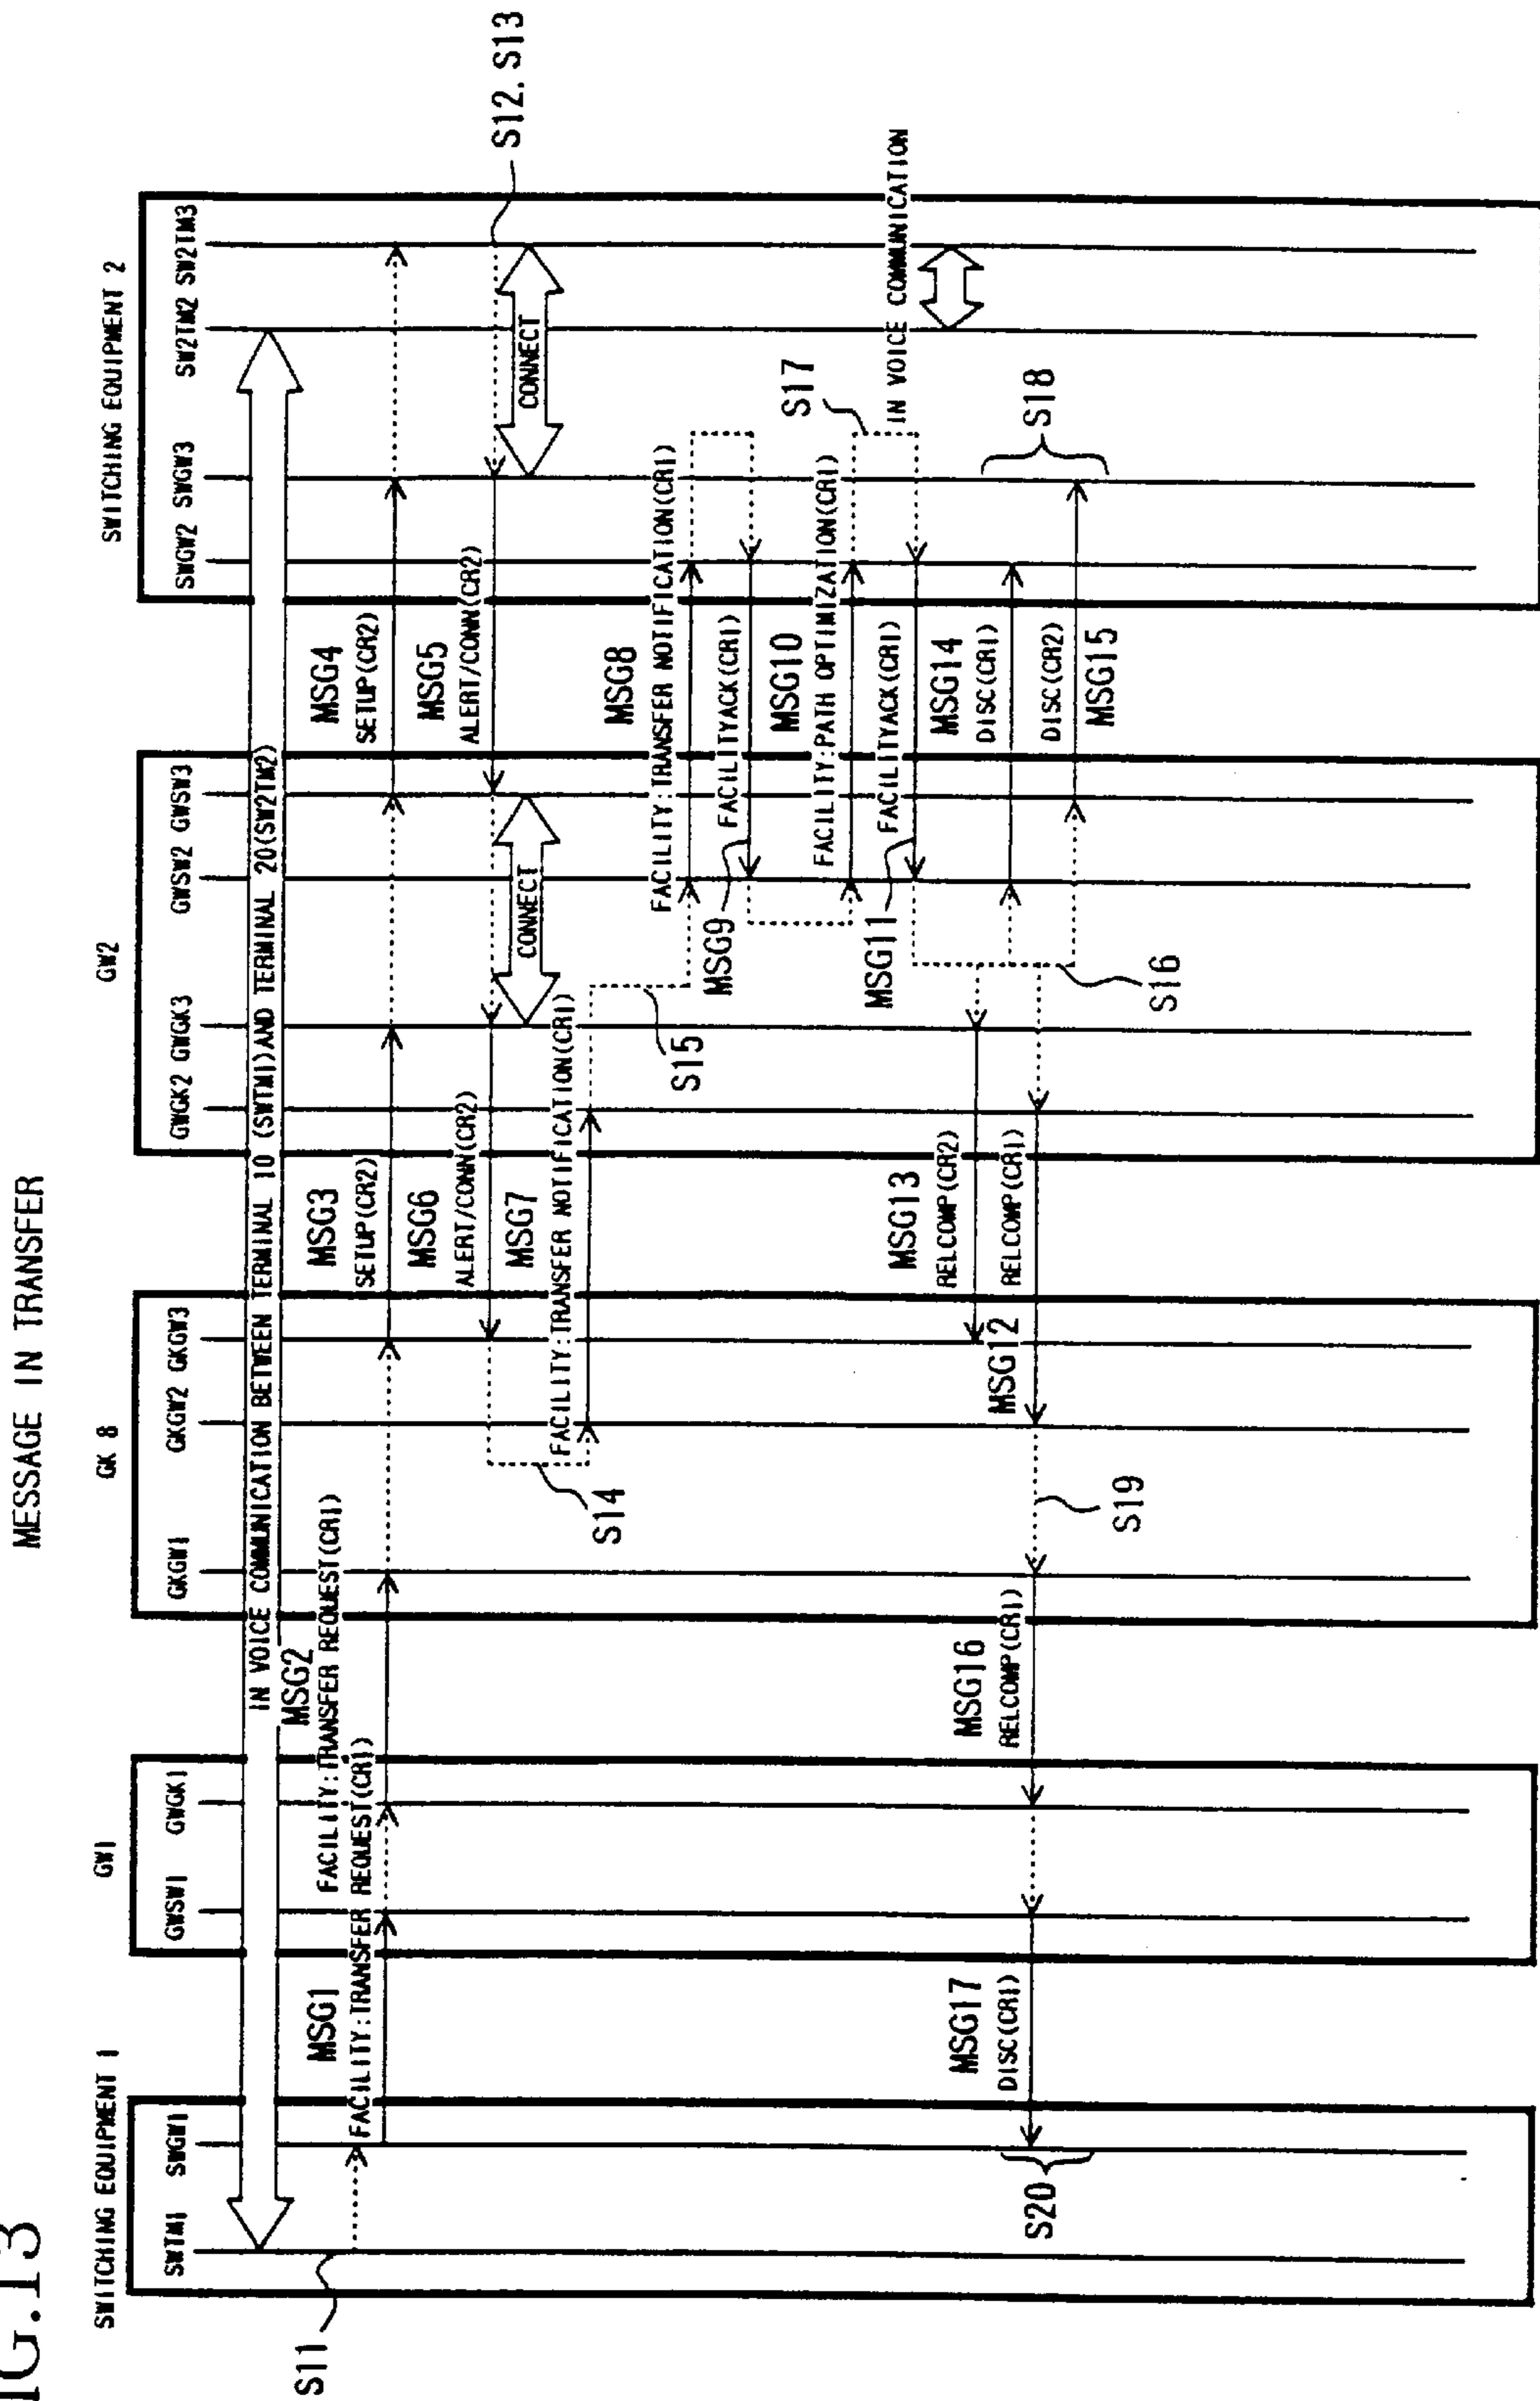 IG.13
MESSAGE IN TRANSFER
SWITCHING EQUIPMENT 1
GW1
GK 8
GW2
SWITCHING EQUIPMENT 2
SWTM1
SWGW1
GWSW1
GWGK1
GKGW1
GKGW2
GKGW3
GWGK2
GWGK3
GWSW2
GWSW3
SWGW2
SWGW3
SW2TM2
SW2TM3
IN VOICE COMMUNICATION BETWEEN TERMINAL 10 (SWTM1)AND TERMINAL 20(SW2TM2)
S11
MSG1
FACILITY:TRANSFER REQUEST(CR1)
MSG2
FACILITY:TRANSFER REQUEST(CR1)
MSG3
SETUP(CR2)
MSG4
SETUP(CR2)
MSG5
ALERT/CONN(CR2)
S12. S13
CONNECT
CONNECT
MSG6
ALERT/CONN(CR2)
S14
MSG7
FACILITY:TRANSFER NOTIFICATION(CR1)
S15
MSG8
FACILITY:TRANSFER NOTIFICATION(CR1)
MSG9
FACILITYACK(CR1)
MSG10
FACILITY:PATH OPTIMIZATION(CR1)
S17
MSG11
FACILITYACK(CR1)
IN VOICE COMMUNICATION
S16
MSG14
DISC(CR1)
DISC(CR2)
MSG15
S18
MSG13
RELCOMP(CR2)
RELCOMP(CR1)
MSG12
S19
MSG16
RELCOMP(CR1)
MSG17
DISC(CR1)
S20